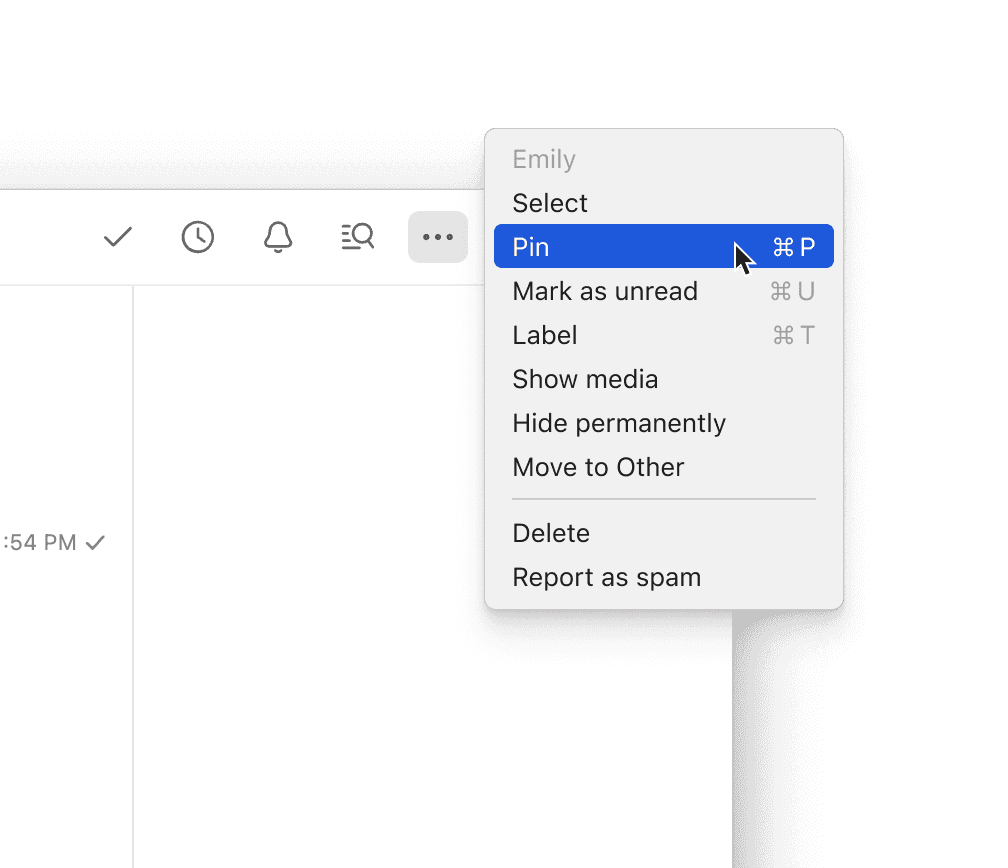 Emily
Select
Pin ⌘ P
Mark as unread ⌘ U
Label ⌘ T
Show media
Hide permanently
Move to Other
:54 PM
Delete
Report as spam